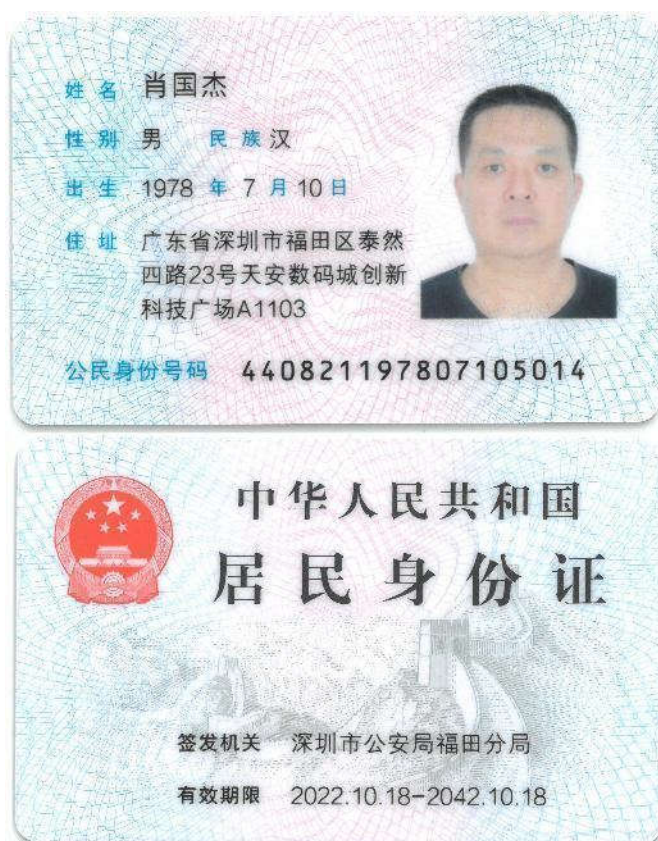 姓名 肖国杰
性别 男 民族 汉
出生 1978 年 7 月 10 日
住址 广东省深圳市福田区泰然
四路23号天安数码城创新
科技广场A1103
公民身份号码 440821197807105014
中华人民共和国
居民身份证
签发机关 深圳市公安局福田分局
有效期限 2022.10.18-2042.10.18